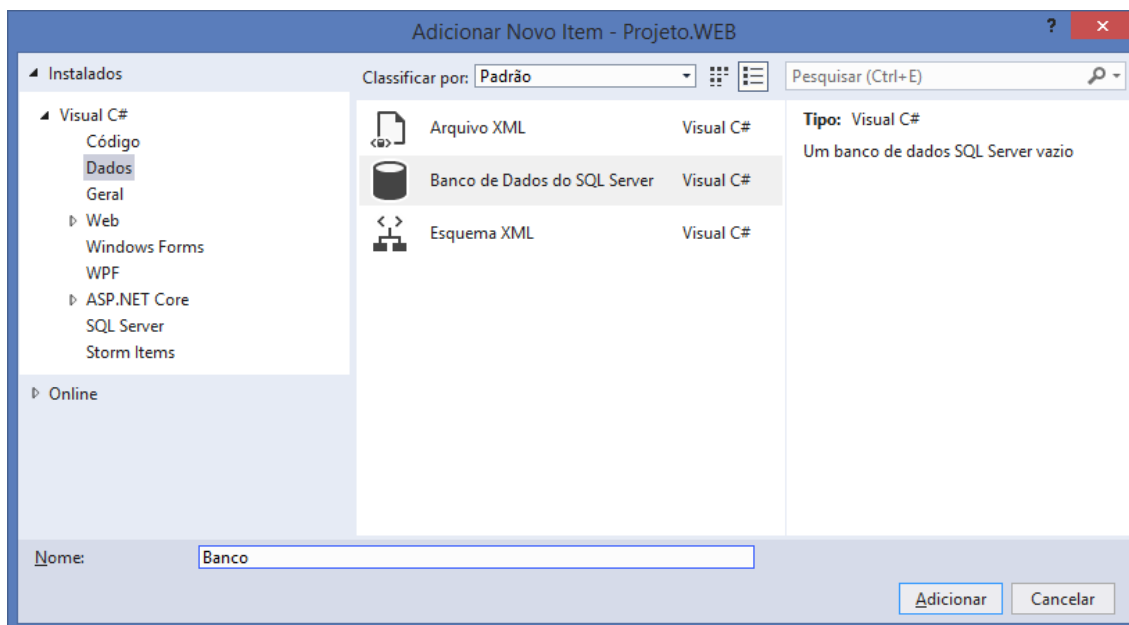 Adicionar Novo Item - Projeto.WEB
?
Instalados
Classificar por: Padrão
Pesquisar (Ctrl+E)
Visual C#
Código
Dados
Geral
Web
Windows Forms
WPF
ASP.NET Core
SQL Server
Storm Items
Online
Arquivo XML Visual C#
Banco de Dados do SQL Server Visual C#
Esquema XML Visual C#
Tipo: Visual C#
Um banco de dados SQL Server vazio
Nome: Banco
Adicionar Cancelar